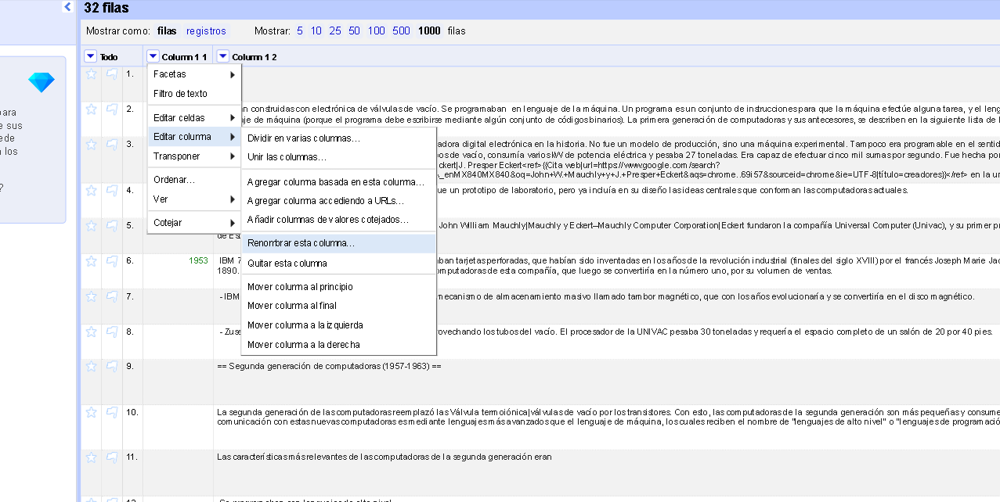 32 filas
Mostrar como: filas registros Mostrar: 5 10 25 50 100 500 1000 filas
Todo Column 1 1 Column 1 2
ara
e sus
ede
n los
?
Facetas
Filtro de texto
Editar celdas
Editar columna
Transponer
Ordenar...
Ver
Cotejar
Dividir en varias columnas...
Unir las columnas...
Agregar columna basada en esta columna...
Agregar columna accediendo a URLs...
Añadir columnas de valores cotejados...
Renombrar esta columna...
Quitar esta columna
Mover columna al principio
Mover columna al final
Mover columna a la izquierda
Mover columna a la derecha
1.
2.
n construidas con electrónica de válvulas de vacío. Se programaban en lenguaje de la máquina. Un programa es un conjunto de instrucciones para que la máquina efectúe alguna tarea, y el leng
je de máquina (porque el programa debe escribirse mediante algún conjunto de códigos binarios). La primera generación de computadoras y sus antecesores, se describen en la siguiente lista de l
3.
adora digital electrónica en la historia. No fue un modelo de producción, sino una máquina experimental. Tampoco era programable en el sentid
os de vacío, consumía varios kW de potencia eléctrica y pesaba 27 toneladas. Era capaz de efectuar cinco mil sumas por segundo. Fue hecha por
ckert|J. Presper Eckert<ref>{{Cita web|url=https://www.google.com/search?
_enMX840MX840&oq=John+W.+Mauchly+y+J.+Presper+Eckert&aqs=chrome..69i57&sourceid=chrome&ie=UTF-8|título=creadores}}</ref> en la u
4.
ue un prototipo de laboratorio, pero ya incluía en su diseño las ideas centrales que conforman las computadoras actuales.
5.
John William Mauchly|Mauchly y Eckert–Mauchly Computer Corporation|Eckert fundaron la compañía Universal Computer (Univac), y su primer pr
de Es
6. 1953 IBM 7
ban tarjetas perforadas, que habían sido inventadas en los años de la revolución industrial (finales del siglo XVIII) por el francés Joseph Marie Jac
1890. omputadoras de esta compañía, que luego se convertiría en la número uno, por su volumen de ventas.
7. - IBM mecanismo de almacenamiento masivo llamado tambor magnético, que con los años evolucionaría y se convertiría en el disco magnético.
8. - Zuse rovechando los tubos del vacío. El procesador de la UNIVAC pesaba 30 toneladas y requería el espacio completo de un salón de 20 por 40 pies.
9. == Segunda generación de computadoras (1957-1963) ==
10. La segunda generación de las computadoras reemplazó las Válvula termoiónica|válvulas de vacío por los transistores. Con esto, las computadoras de la segunda generación son más pequeñas y consume
comunicación con estas nuevas computadoras es mediante lenguajes más avanzados que el lenguaje de máquina, los cuales reciben el nombre de "lenguajes de alto nivel" o "lenguajes de programació
11. Las características más relevantes de las computadoras de la segunda generación eran